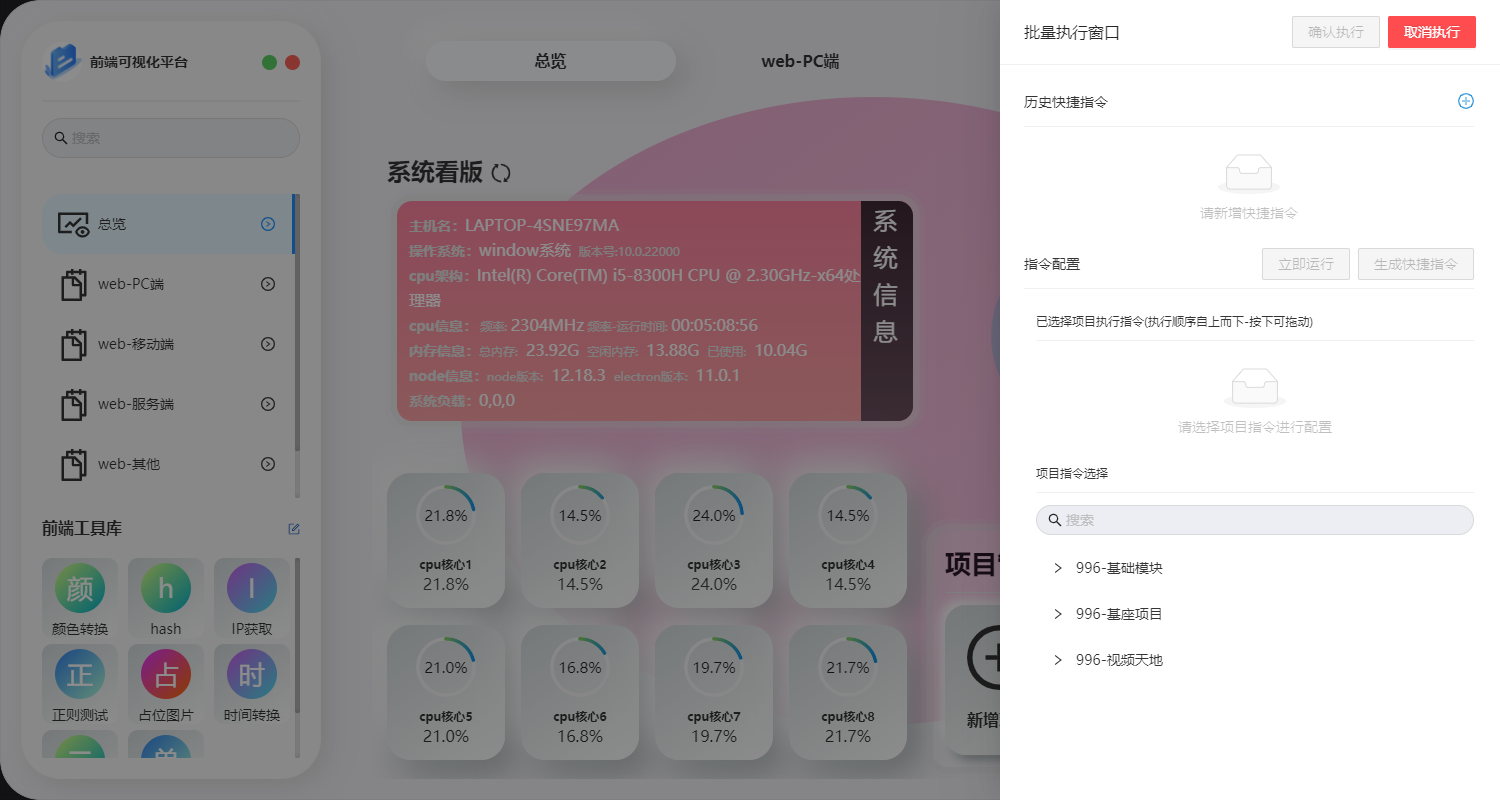 前端可视化平台
搜索
总览
web-PC端
web-移动端
web-服务端
web-其他
前端工具库
颜
颜色转换
h
hash
I
IP获取
正
正则测试
占
占位图片
时
时间转换
总览
web-PC端
系统看版
主机名：LAPTOP-4SNE97MA
操作系统：window系统 版本号:10.0.22000
cpu架构：Intel(R) Core(TM) i5-8300H CPU @ 2.30GHz-x64处
理器
cpu信息： 频率: 2304MHz 频率-运行时间: 00:05:08:56
内存信息：总内存: 23.92G 空闲内存: 13.88G 已使用: 10.04G
node信息：node版本: 12.18.3 electron版本: 11.0.1
系统负载：0,0,0
系统信息
21.8%
cpu核心1
21.8%
14.5%
cpu核心2
14.5%
24.0%
cpu核心3
24.0%
14.5%
cpu核心4
14.5%
21.0%
cpu核心5
21.0%
16.8%
cpu核心6
16.8%
19.7%
cpu核心7
19.7%
21.7%
cpu核心8
21.7%
项目
新增
批量执行窗口
确认执行
取消执行
历史快捷指令
请新增快捷指令
指令配置
立即运行
生成快捷指令
已选择项目执行指令(执行顺序自上而下-按下可拖动)
请选择项目指令进行配置
项目指令选择
搜索
996-基础模块
996-基座项目
996-视频天地